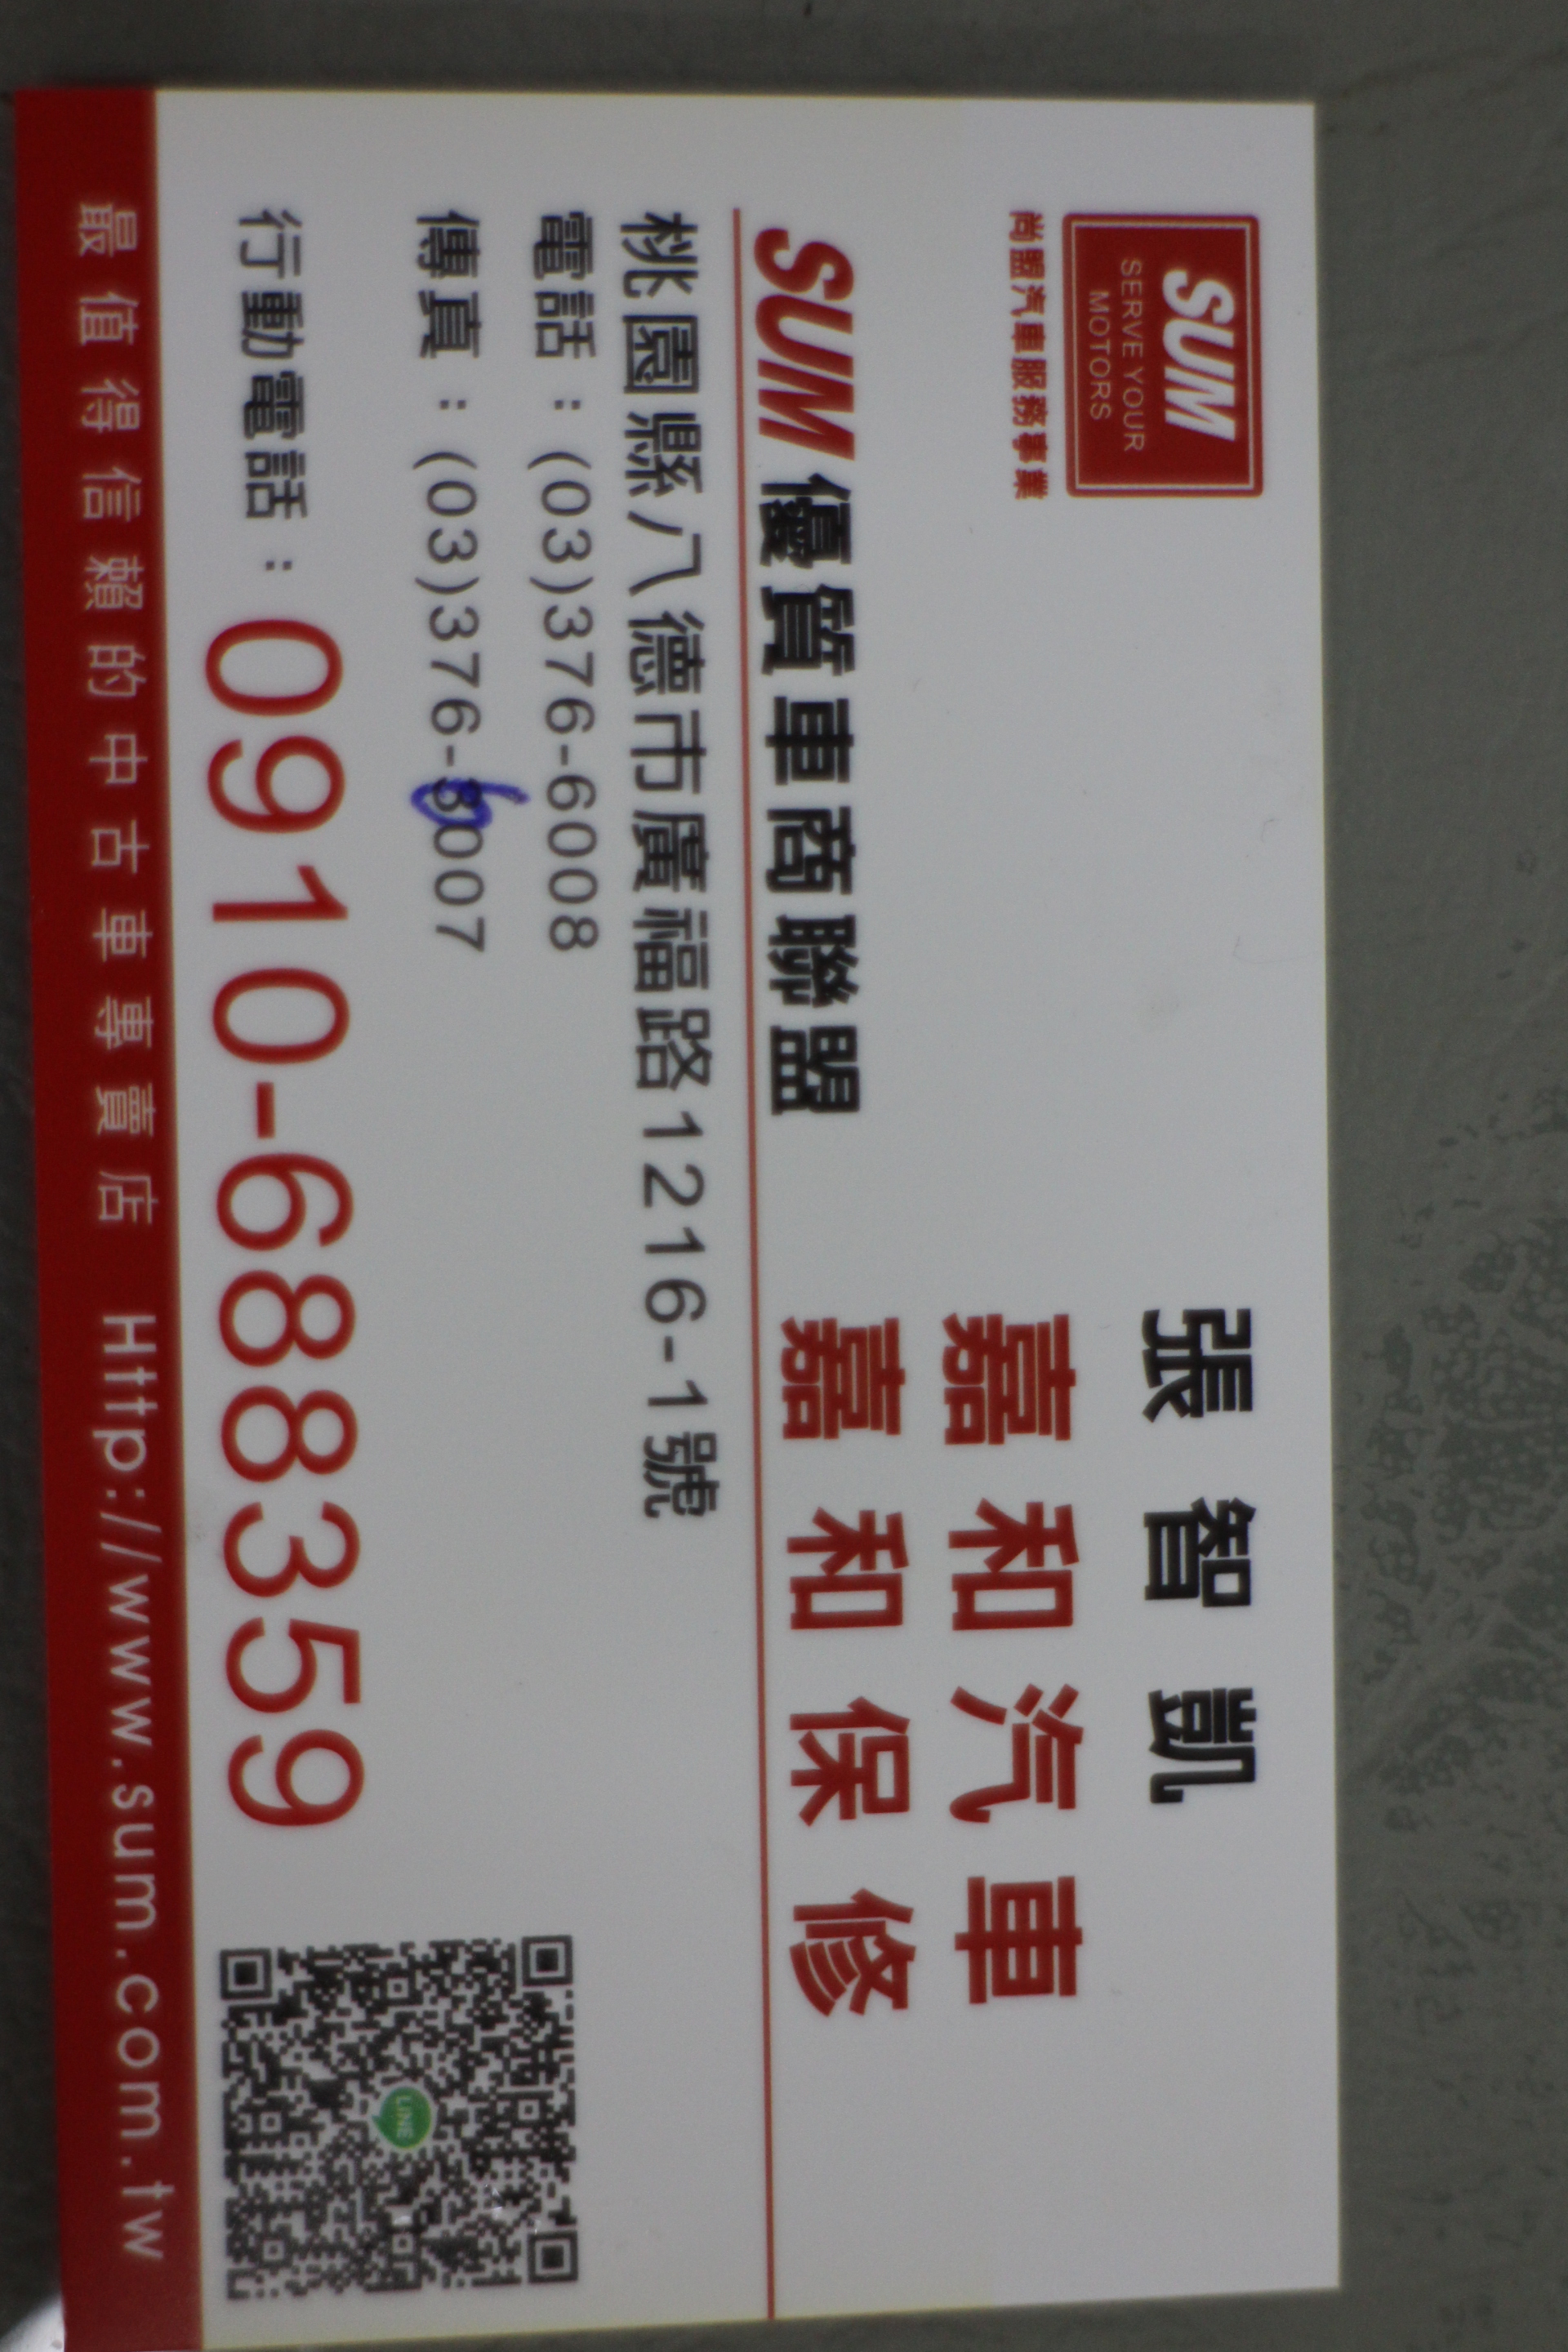 SUM
SERVE YOUR
MOTORS
尚盟汽車服務事業
張智凱
嘉和汽車
嘉和保修
SUM優質車商聯盟
桃園縣八德市廣福路1216-1號
電話：(03)376-6008
傳真：(03)376-6007
行動電話：0910-688359
LINE
最值得信賴的中古車專賣店 Http://www.sum.com.tw